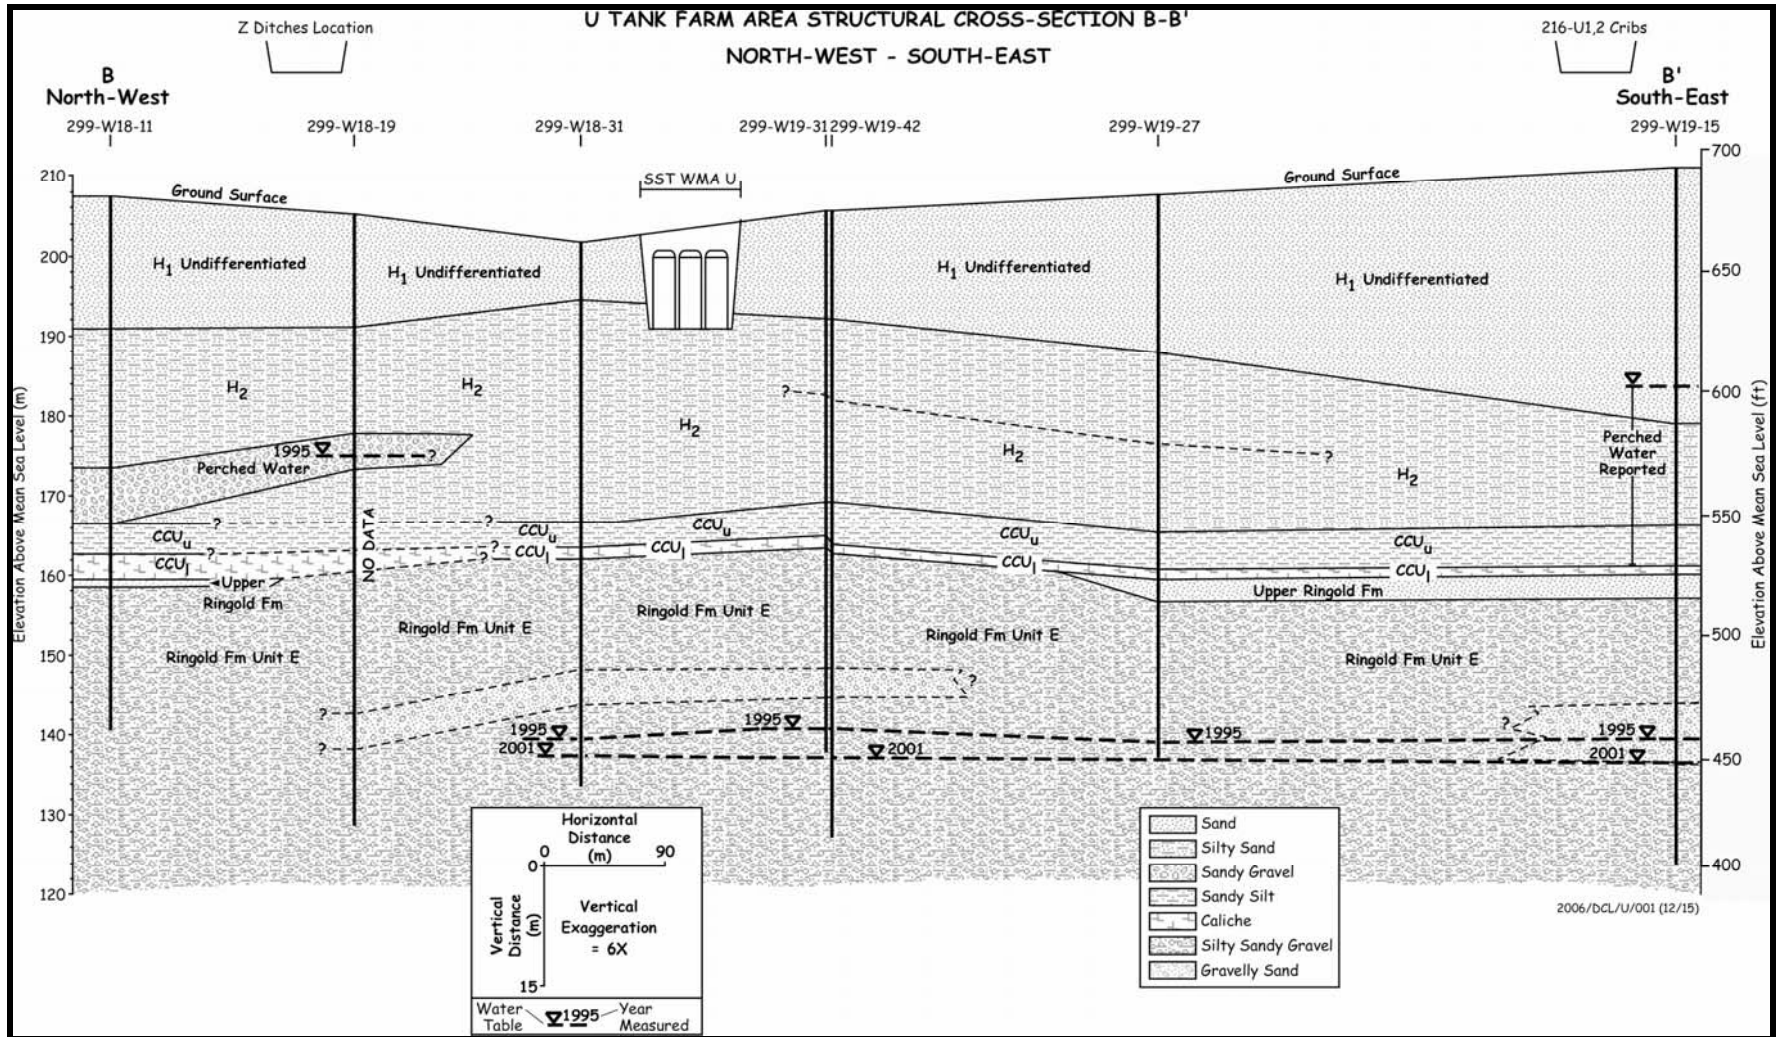 U TANK FARM AREA STRUCTURAL CROSS-SECTION B-B'
NORTH-WEST - SOUTH-EAST
Z Ditches Location
216-U1,2 Cribs
B
North-West
B'
South-East
299-W18-11
299-W18-19
299-W18-31
299-W19-31
299-W19-42
299-W19-27
299-W19-15
SST WMA U
Ground Surface
Ground Surface
Elevation Above Mean Sea Level (m)
210
200
190
180
170
160
150
140
130
120
Elevation Above Mean Sea Level (ft)
700
650
600
550
500
450
400
H1 Undifferentiated
H1 Undifferentiated
H1 Undifferentiated
H1 Undifferentiated
H2
H2
H2
H2
H2
?
?
1995
?
Perched Water
Perched
Water
Reported
NO DATA
?
?
CCUu
CCUu
CCUu
CCUu
CCUu
?
?
?
CCUl
CCUl
CCUl
CCUl
CCUl
Upper
Ringold Fm
Upper Ringold Fm
Ringold Fm Unit E
Ringold Fm Unit E
Ringold Fm Unit E
Ringold Fm Unit E
Ringold Fm Unit E
?
?
?
?
1995
1995
1995
1995
2001
2001
2001
Horizontal
Distance
(m)
0
90
0
Vertical
Distance
(m)
15
Vertical
Exaggeration
= 6X
Water
Table
1995
Year
Measured
Sand
Silty Sand
Sandy Gravel
Sandy Silt
Caliche
Silty Sandy Gravel
Gravelly Sand
2006/DCL/U/001 (12/15)